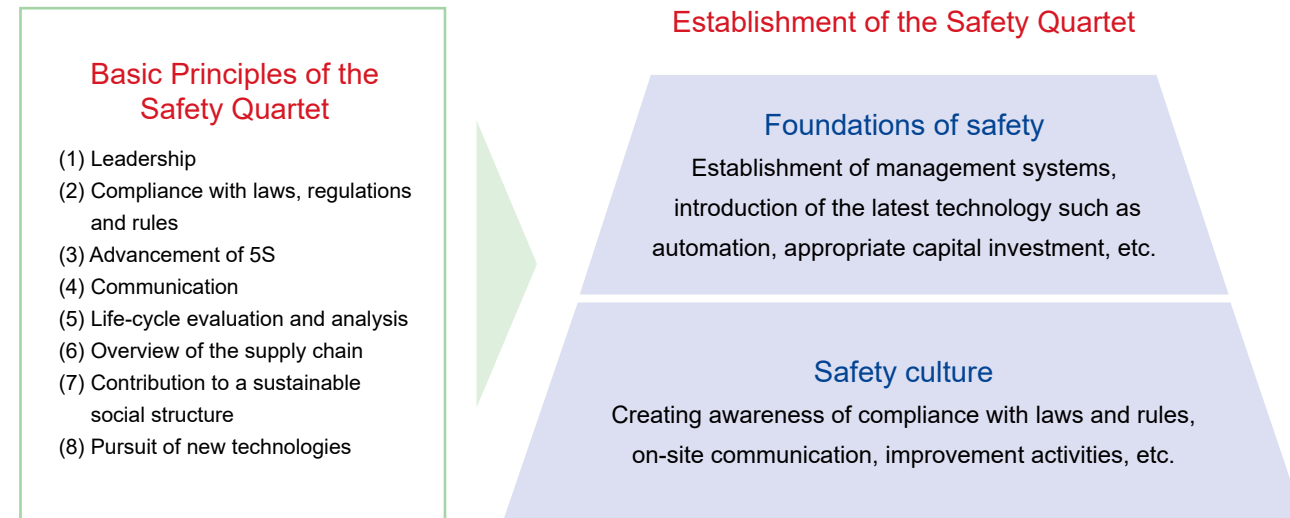 Basic Principles of the
Safety Quartet
(1) Leadership
(2) Compliance with laws, regulations
and rules
(3) Advancement of 5S
(4) Communication
(5) Life-cycle evaluation and analysis
(6) Overview of the supply chain
(7) Contribution to a sustainable
social structure
(8) Pursuit of new technologies
Establishment of the Safety Quartet
Foundations of safety
Establishment of management systems,
introduction of the latest technology such as
automation, appropriate capital investment, etc.
Safety culture
Creating awareness of compliance with laws and rules,
on-site communication, improvement activities, etc.